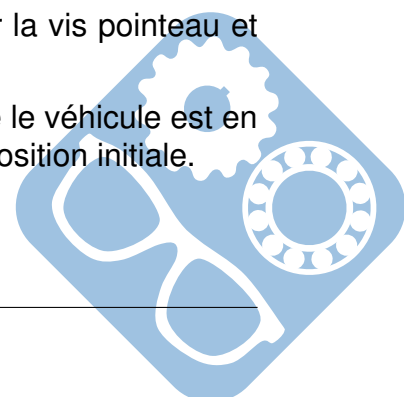 r la vis pointeau et
le véhicule est en
osition initiale.